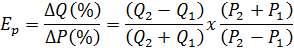 E_p = ΔQ(%)/ΔP(%) = (Q_2 − Q_1)/(Q_2 + Q_1) x (P_2 + P_1)/(P_2 − P_1)